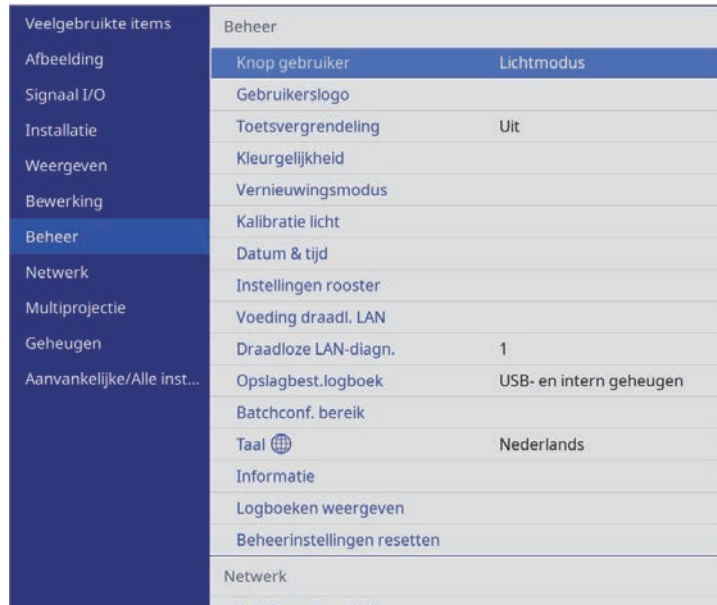 Veelgebruikte items
Afbeelding
Signaal I/O
Installatie
Weergeven
Bewerking
Beheer
Netwerk
Multiprojectie
Geheugen
Aanvankelijke/Alle inst...
Beheer
Knop gebruiker Lichtmodus
Gebruikerslogo
Toetsvergrendeling Uit
Kleurgelijkheid
Vernieuwingsmodus
Kalibratie licht
Datum & tijd
Instellingen rooster
Voeding draadl. LAN
Draadloze LAN-diagn. 1
Opslagbest.logboek USB- en intern geheugen
Batchconf. bereik
Taal Nederlands
Informatie
Logboeken weergeven
Beheerinstellingen resetten
Netwerk